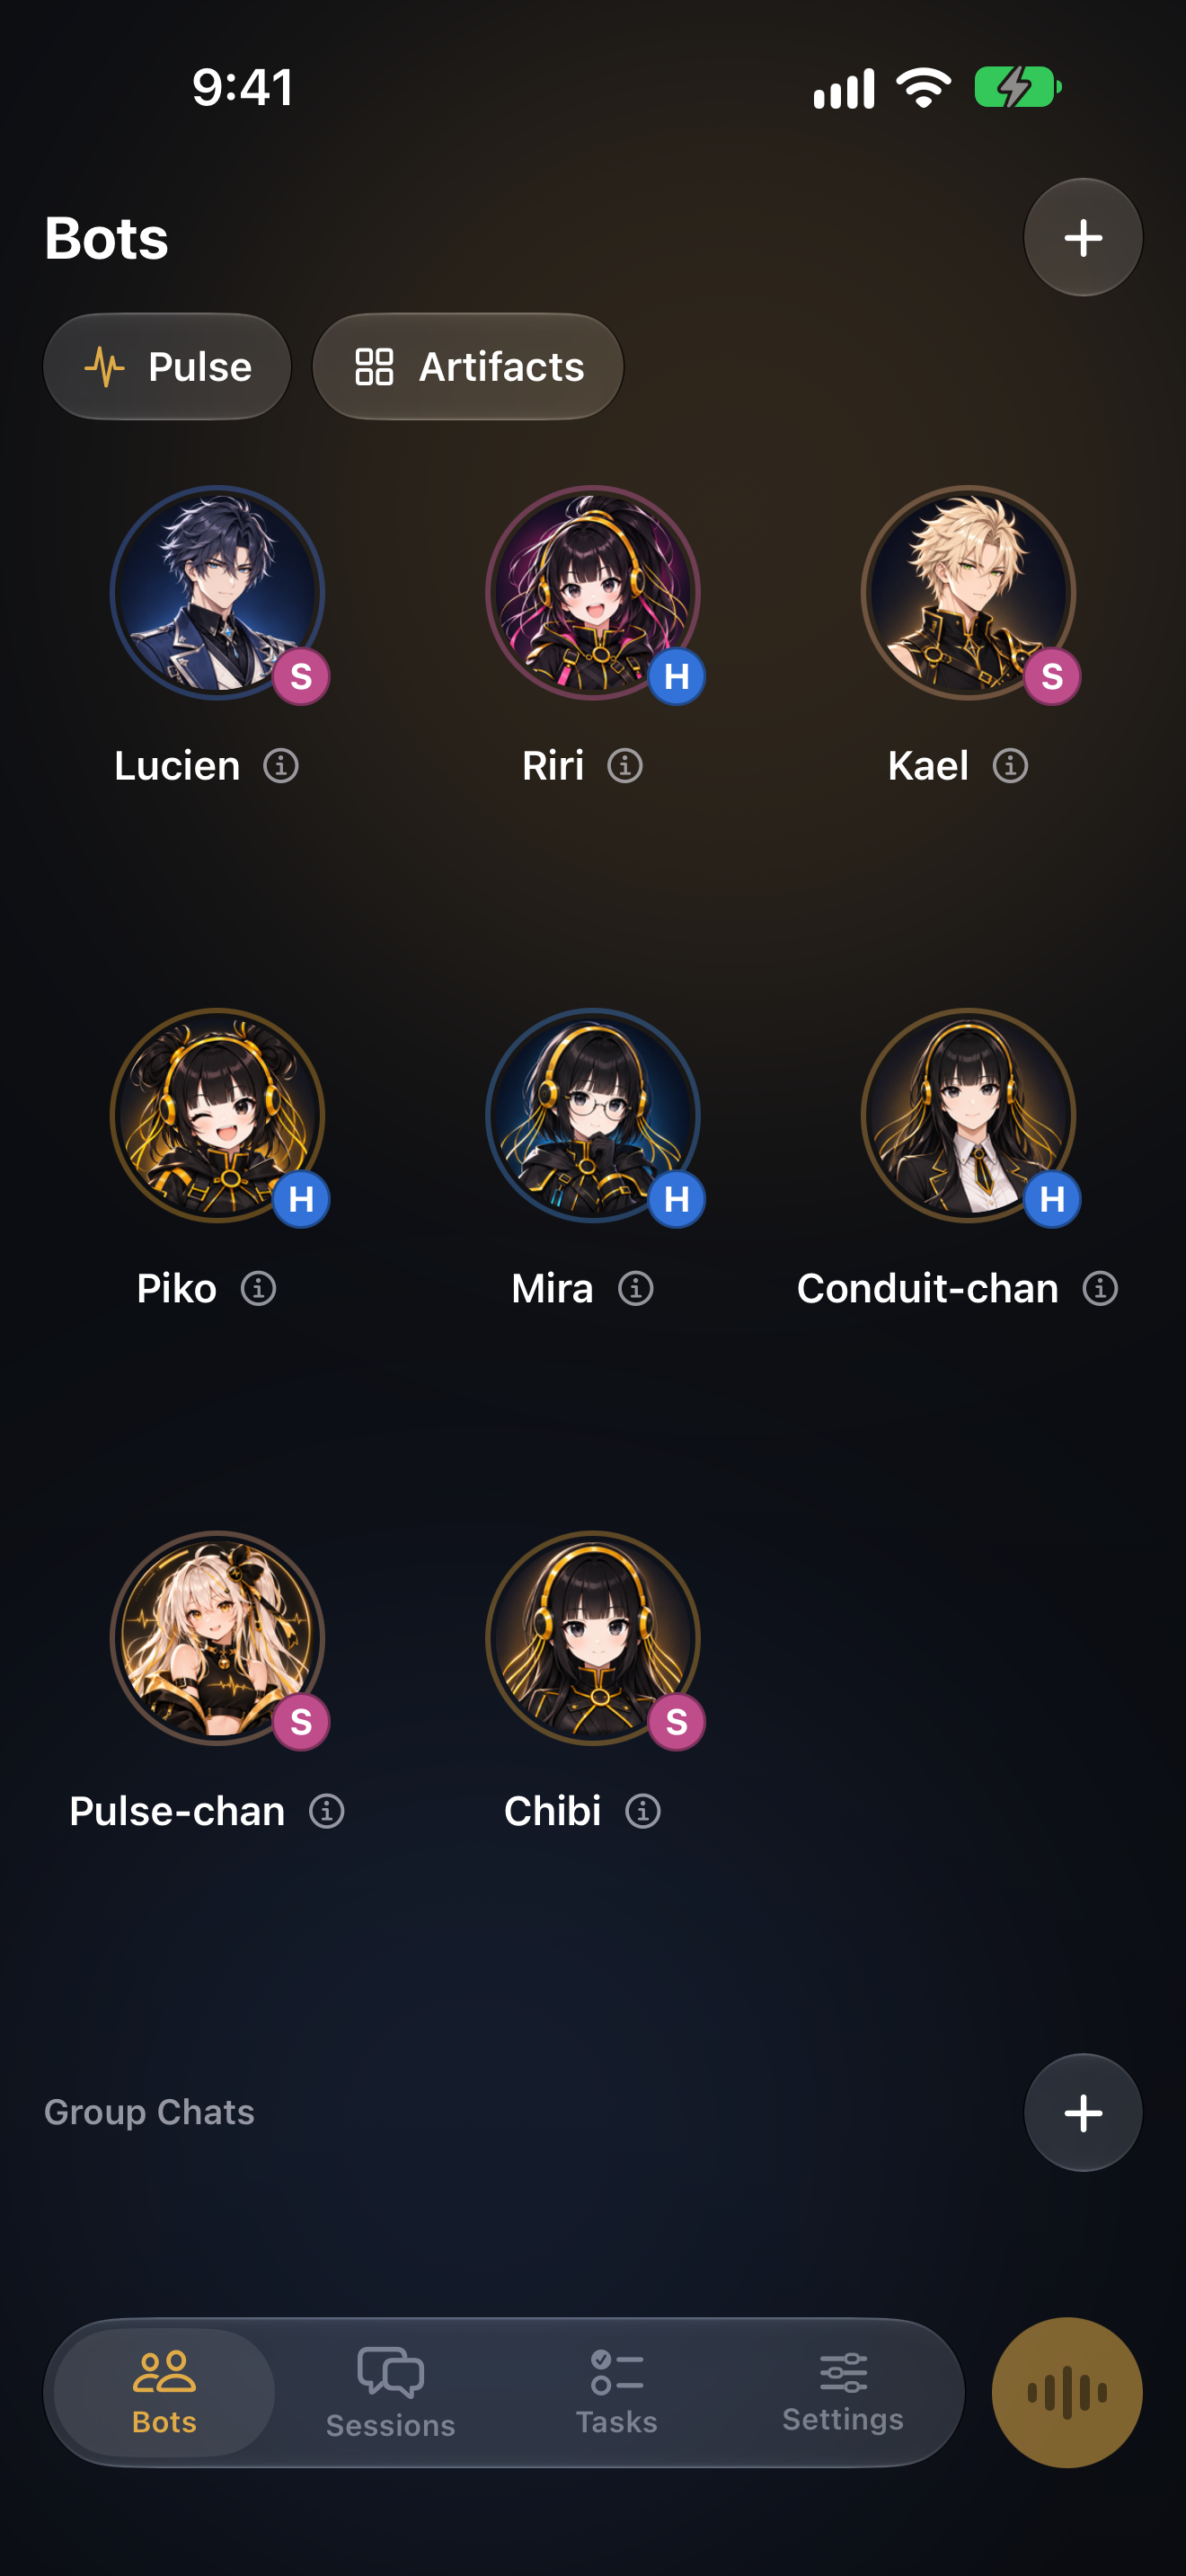 9:41
Bots
Pulse
Artifacts
S
H
S
Lucien
Riri
Kael
H
H
H
Piko
Mira
Conduit-chan
S
S
Pulse-chan
Chibi
Group Chats
Bots
Sessions
Tasks
Settings